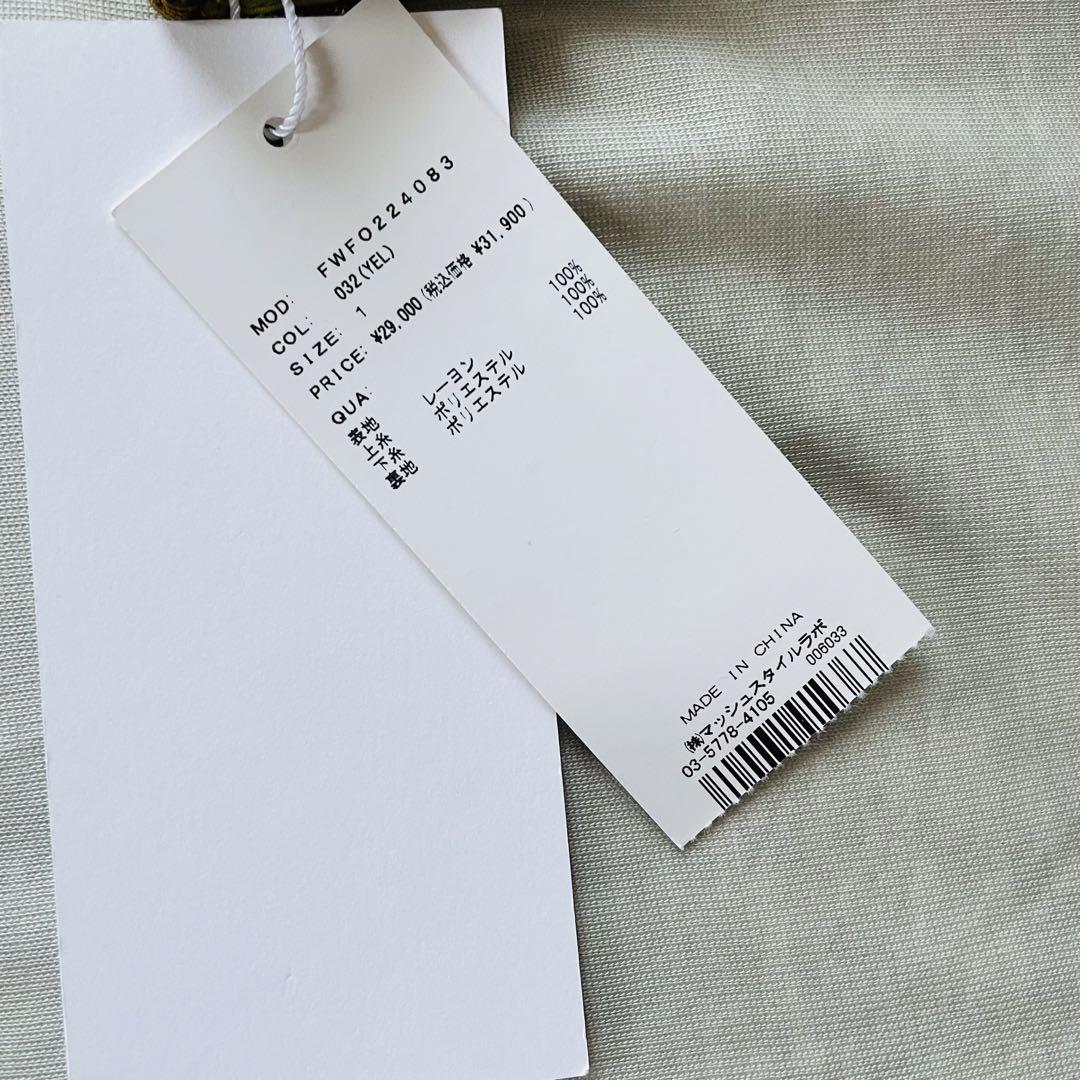 MOD: FWFO224083
COL: 032(YEL)
SIZE: 1
PRICE: ¥29,000(税込価格 ¥31,900)
QUA:
表地 レーヨン 100%
上糸 ポリエステル 100%
下糸 ポリエステル 100%
裏地
MADE IN CHINA
㈱マッシュスタイルラボ
03-5778-4105 006033